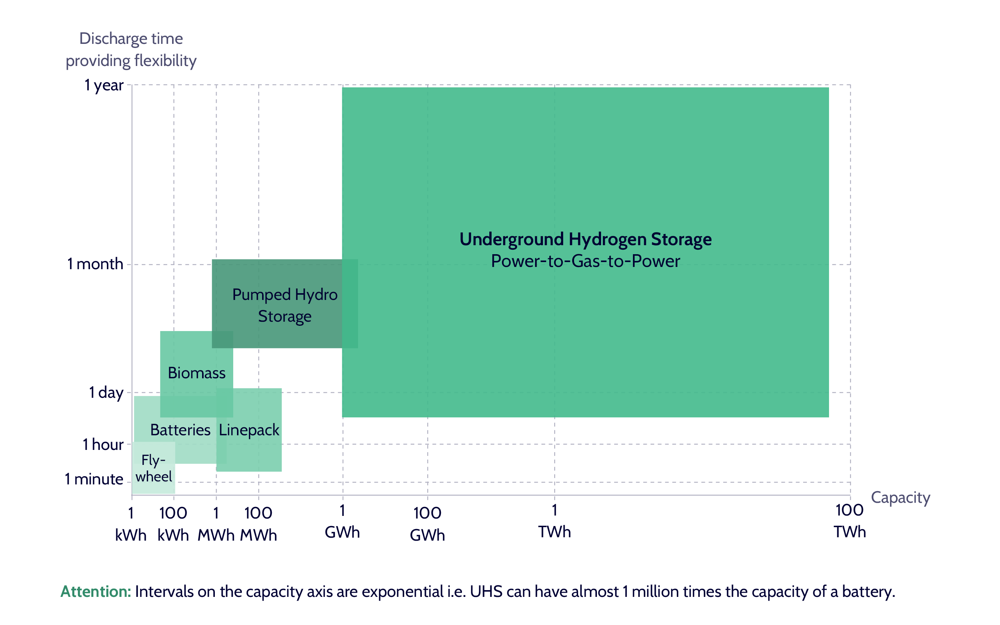 Discharge time
providing flexibility
1 year
1 month
1 day
1 hour
1 minute
Underground Hydrogen Storage
Power-to-Gas-to-Power
Pumped Hydro
Storage
Biomass
Batteries
Linepack
Fly-
wheel
Capacity
1
kWh
100
kWh
1
MWh
100
MWh
1
GWh
100
GWh
1
TWh
100
TWh
Attention: Intervals on the capacity axis are exponential i.e. UHS can have almost 1 million times the capacity of a battery.